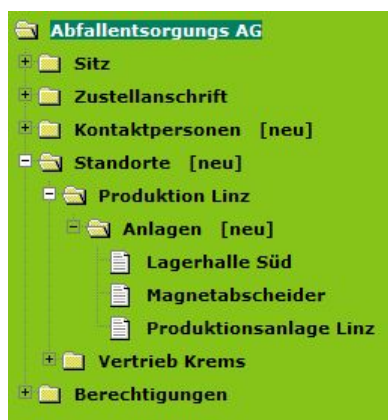 Abfallentsorgungs AG
Sitz
Zustellanschrift
Kontaktpersonen [neu]
Standorte [neu]
Produktion Linz
Anlagen [neu]
Lagerhalle Süd
Magnetabscheider
Produktionsanlage Linz
Vertrieb Krems
Berechtigungen